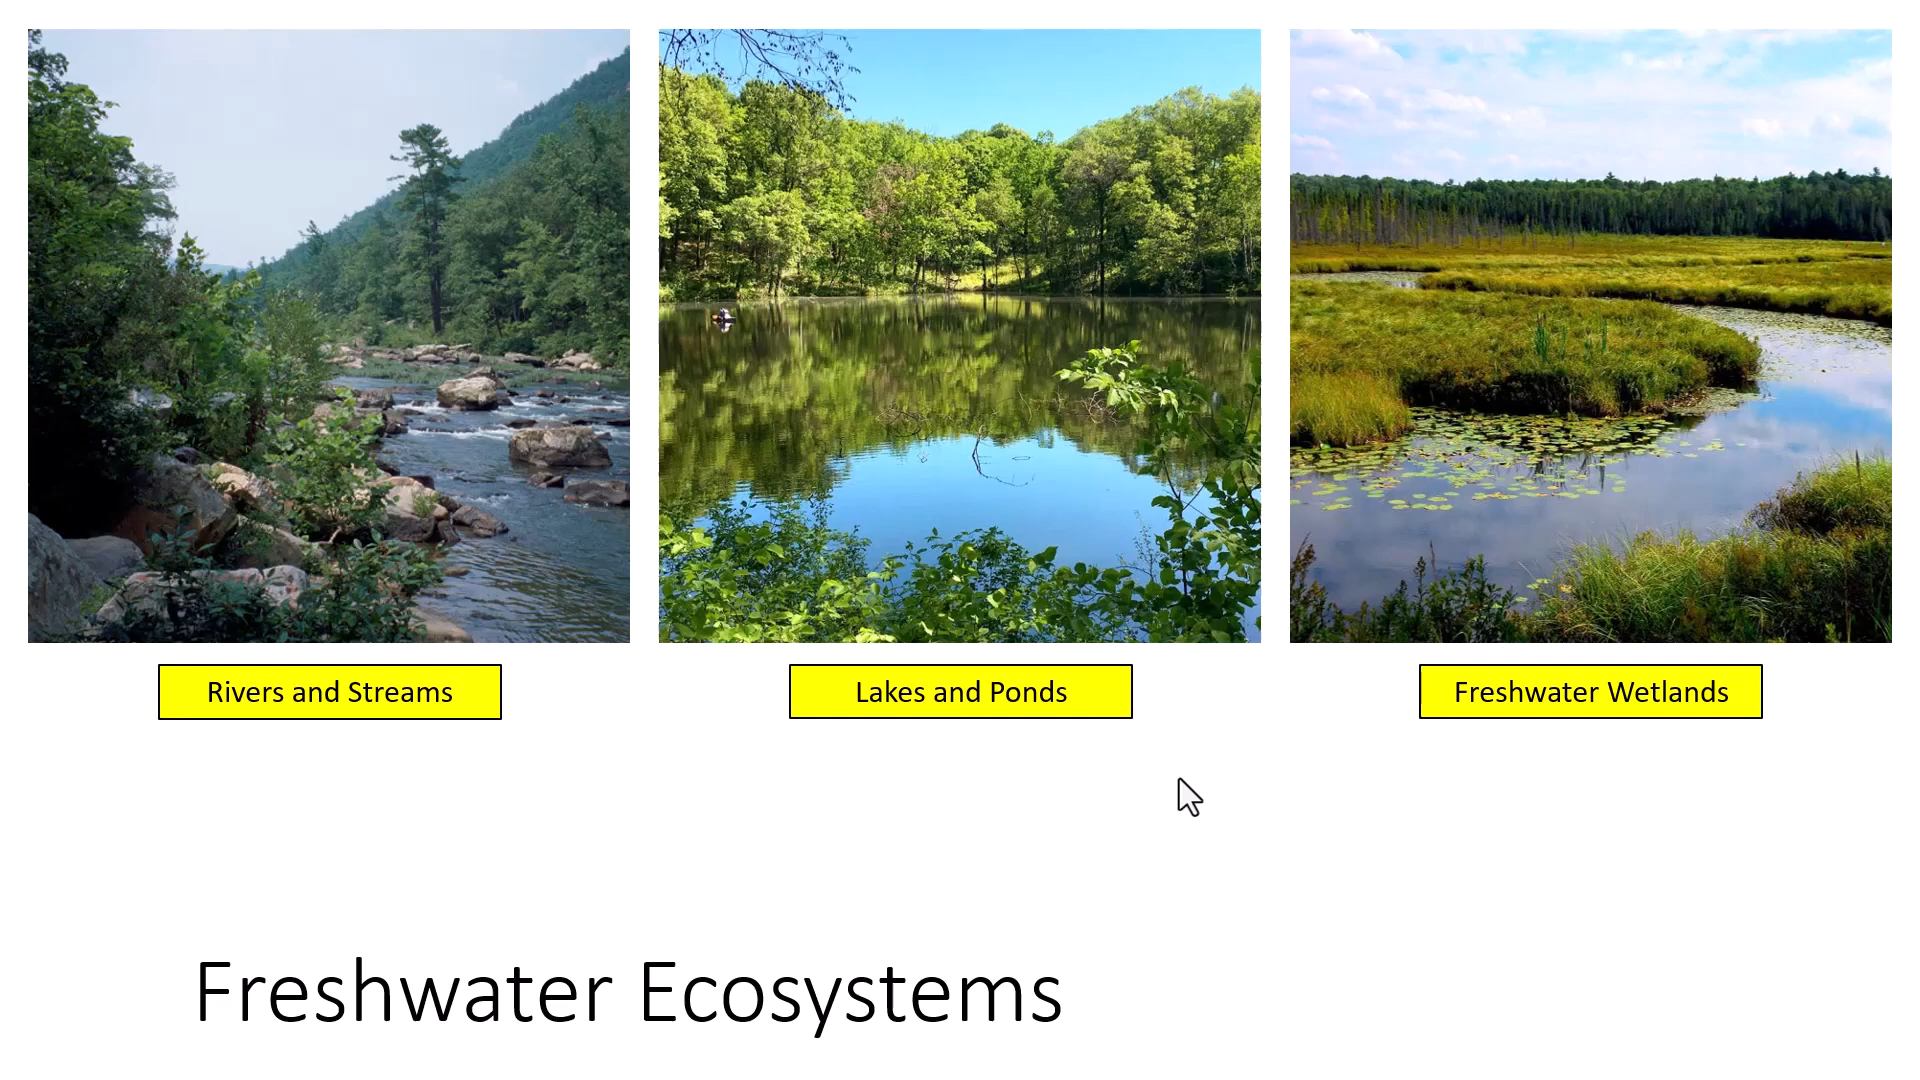 Rivers and Streams
Lakes and Ponds
Freshwater Wetlands
Freshwater Ecosystems